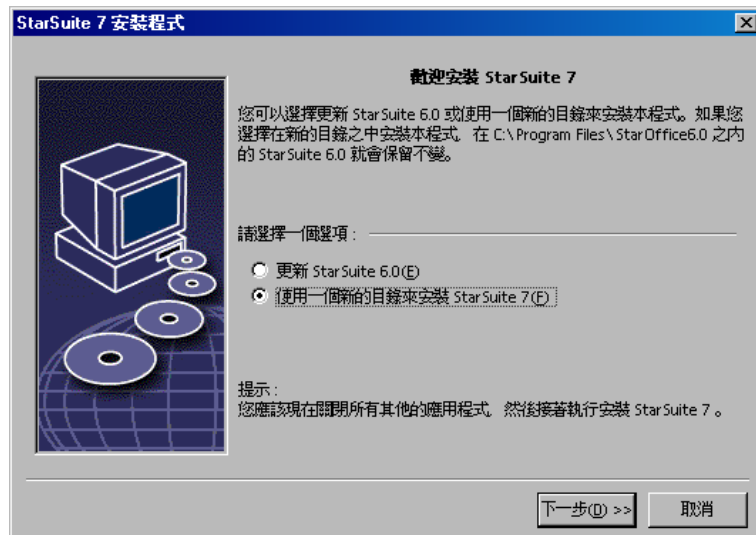 StarSuite 7 安裝程式
歡迎安裝 StarSuite 7
您可以選擇更新 StarSuite 6.0 或使用一個新的目錄來安裝本程式。如果您
選擇在新的目錄之中安裝本程式，在 C:\Program Files\StarOffice6.0 之內
的 StarSuite 6.0 就會保留不變。
請選擇一個選項：
更新 StarSuite 6.0(E)
使用一個新的目錄來安裝 StarSuite 7(F)
提示：
您應該現在關閉所有其他的應用程式，然後接著執行安裝 StarSuite 7。
下一步(D) >>
取消